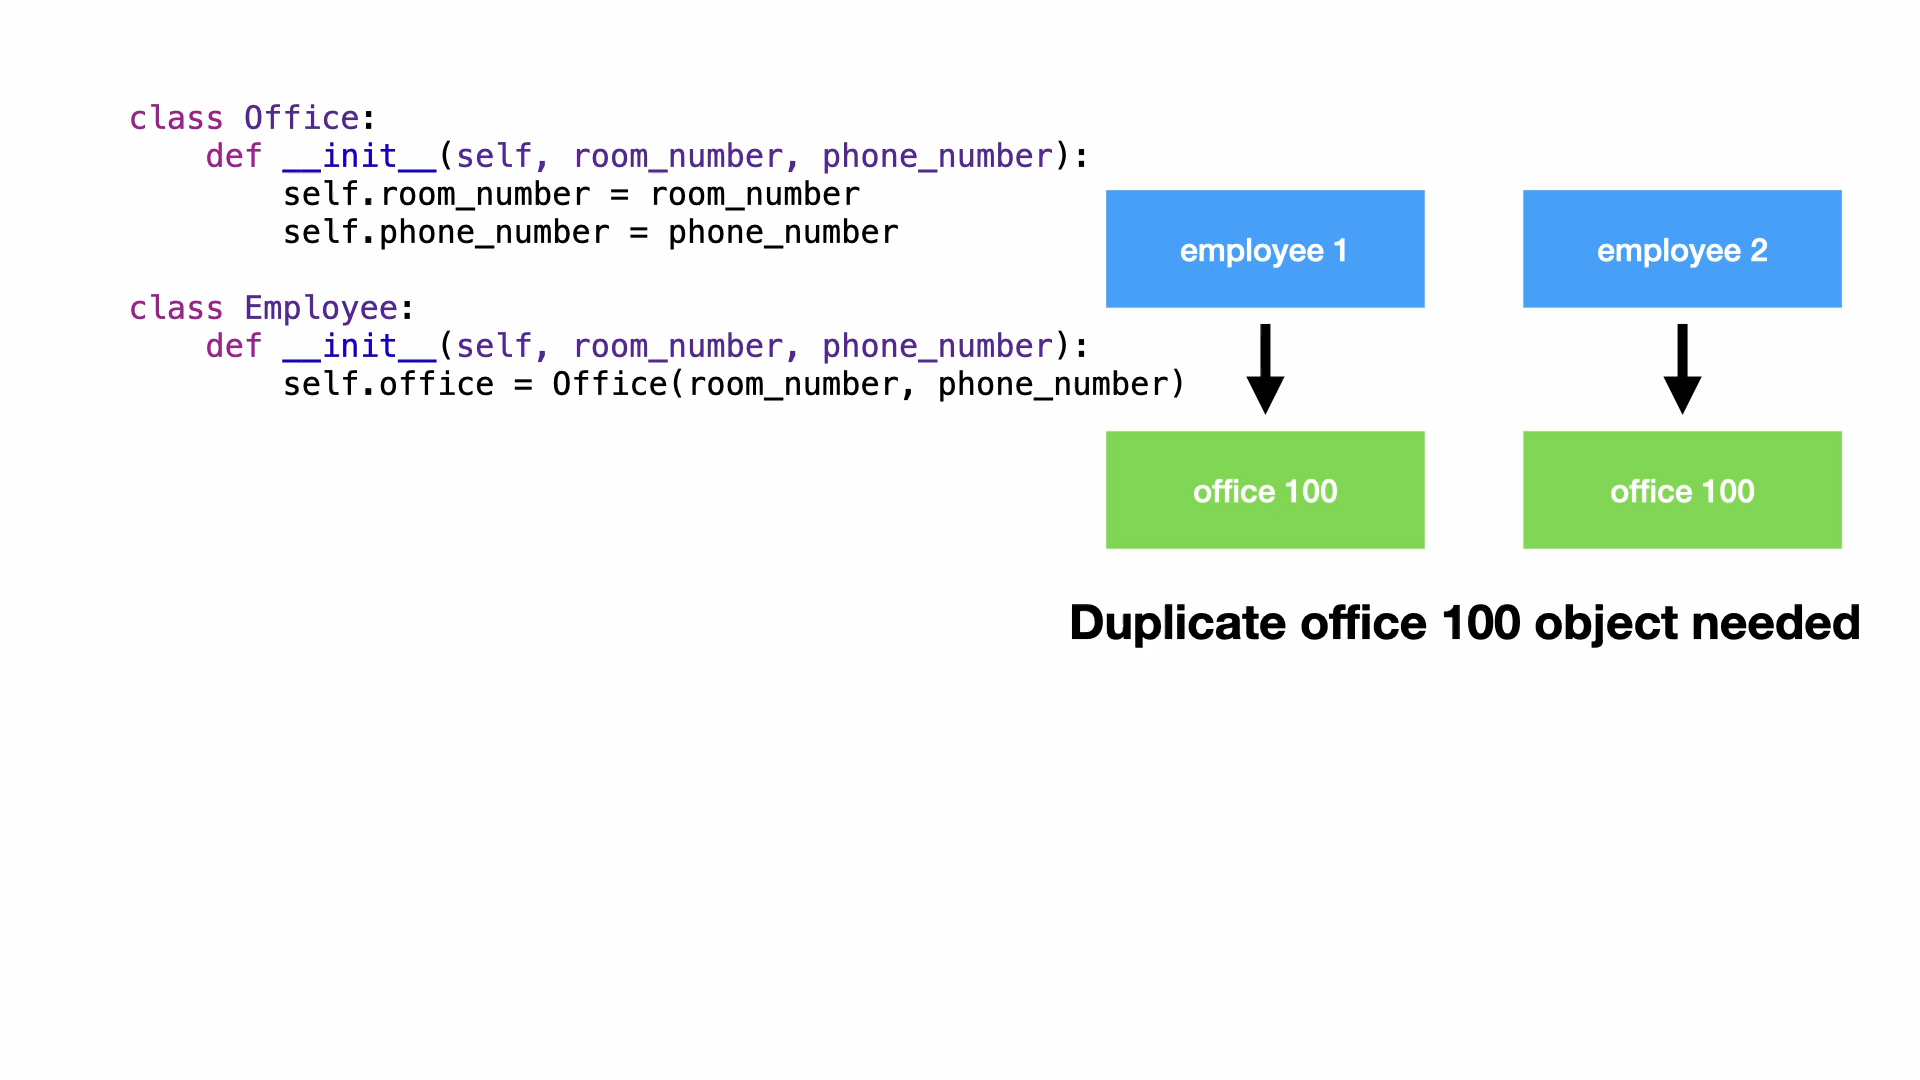 class Office:
    def __init__(self, room_number, phone_number):
        self.room_number = room_number
        self.phone_number = phone_number
class Employee:
    def __init__(self, room_number, phone_number):
        self.office = Office(room_number, phone_number)
employee 1
employee 2
office 100
office 100
Duplicate office 100 object needed